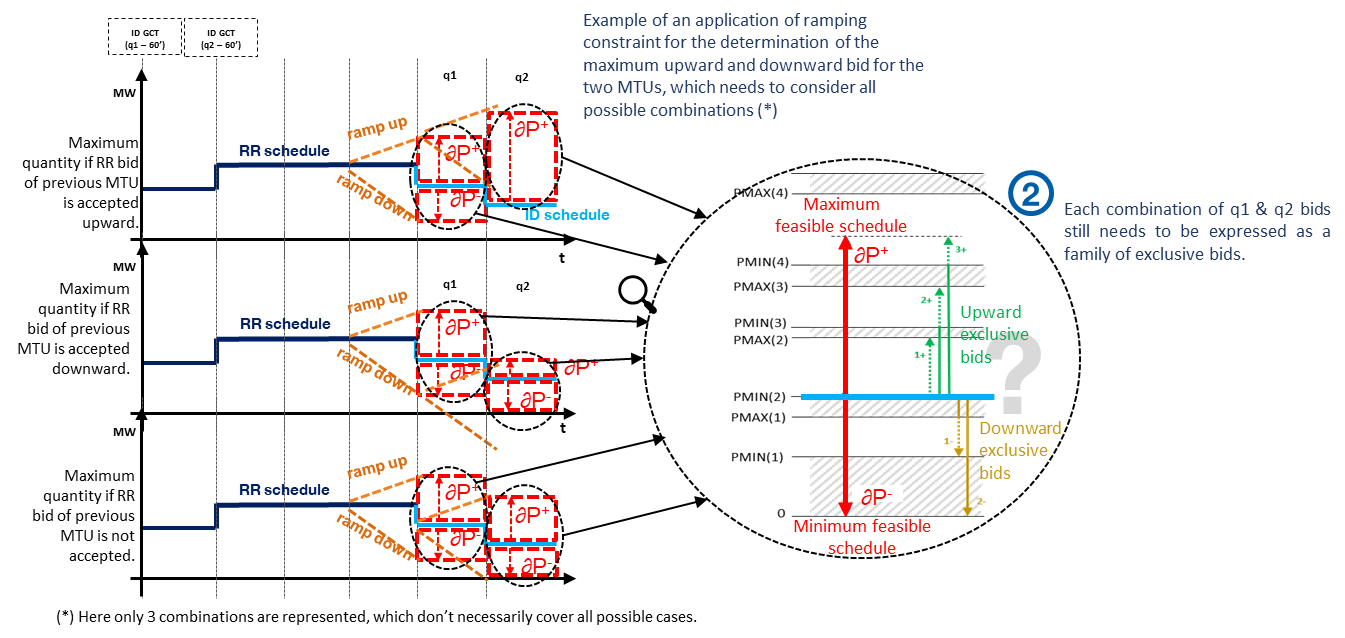 ID GCT
(q1 – 60')
ID GCT
(q2 – 60')
Example of an application of ramping
constraint for the determination of the
maximum upward and downward bid for the
two MTUs, which needs to consider all
possible combinations (*)
q1
q2
MW
Maximum
quantity if RR bid
of previous MTU
is accepted
upward.
RR schedule
ramp up
ramp down
∂P+
∂P-
∂P+
ID schedule
t
MW
Maximum
quantity if RR
bid of previous
MTU is accepted
downward.
RR schedule
ramp up
ramp down
q1
q2
∂P+
∂P-
∂P+
∂P-
t
MW
Maximum
quantity if RR
bid of previous
MTU is not
accepted.
RR schedule
ramp up
ramp down
∂P+
∂P-
∂P+
∂P-
PMAX(4)
Maximum
feasible schedule
∂P+
PMIN(4)
PMAX(3)
PMIN(3)
PMAX(2)
PMIN(2)
PMAX(1)
PMIN(1)
0
3+
2+
1+
Upward
exclusive
bids
?
1-
2-
Downward
exclusive
bids
∂P-
Minimum feasible
schedule
2
Each combination of q1 & q2 bids
still needs to be expressed as a
family of exclusive bids.
(*) Here only 3 combinations are represented, which don't necessarily cover all possible cases.